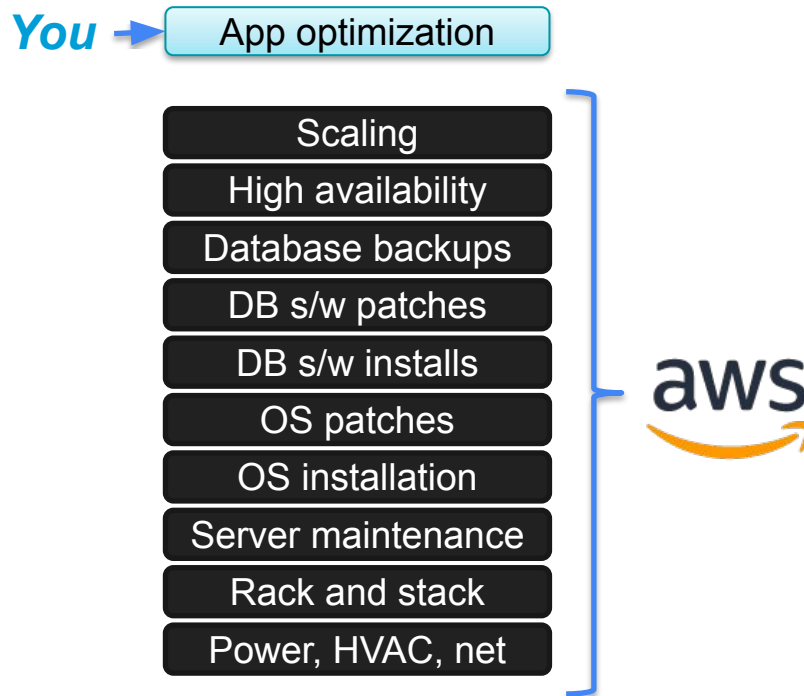 You
App optimization
Scaling
High availability
Database backups
DB s/w patches
DB s/w installs
OS patches
OS installation
Server maintenance
Rack and stack
Power, HVAC, net
aws